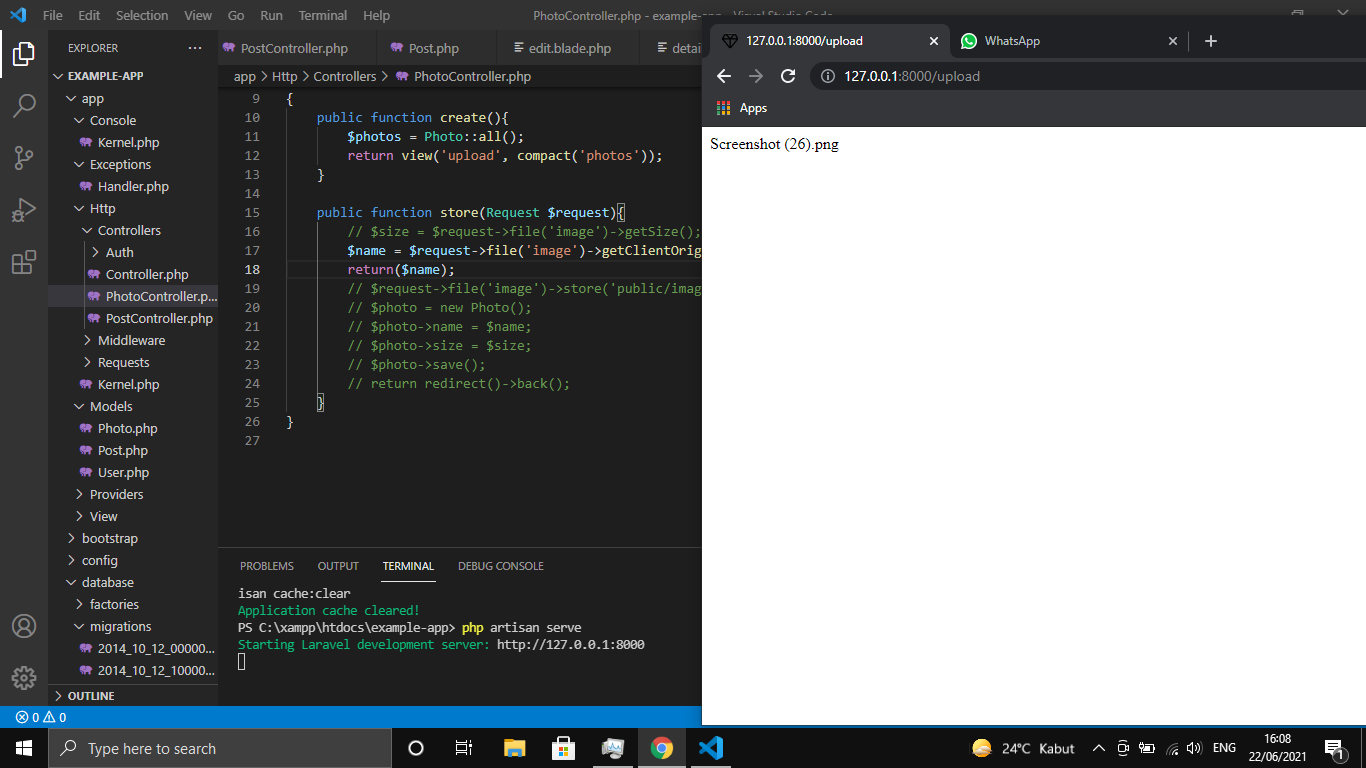 File Edit Selection View Go Run Terminal Help
PhotoController.php - example-app - Visual Studio Code
EXPLORER
EXAMPLE-APP
app
Console
Kernel.php
Exceptions
Handler.php
Http
Controllers
Auth
Controller.php
PhotoController.p...
PostController.php
Middleware
Requests
Kernel.php
Models
Photo.php
Post.php
User.php
Providers
View
bootstrap
config
database
factories
migrations
2014_10_12_00000...
2014_10_12_10000...
OUTLINE
PostController.php Post.php edit.blade.php detai
app > Http > Controllers > PhotoController.php
9 {
10 public function create(){
11 $photos = Photo::all();
12 return view('upload', compact('photos'));
13 }
14
15 public function store(Request $request){
16 // $size = $request->file('image')->getSize();
17 $name = $request->file('image')->getClientOrig
18 return($name);
19 // $request->file('image')->store('public/imag
20 // $photo = new Photo();
21 // $photo->name = $name;
22 // $photo->size = $size;
23 // $photo->save();
24 // return redirect()->back();
25 }
26 }
27
PROBLEMS OUTPUT TERMINAL DEBUG CONSOLE
isan cache:clear
Application cache cleared!
PS C:\xampp\htdocs\example-app> php artisan serve
Starting Laravel development server: http://127.0.0.1:8000
0 0
127.0.0.1:8000/upload WhatsApp
127.0.0.1:8000/upload
Apps
Screenshot (26).png
Type here to search
24°C Kabut
ENG
16:08
22/06/2021
1